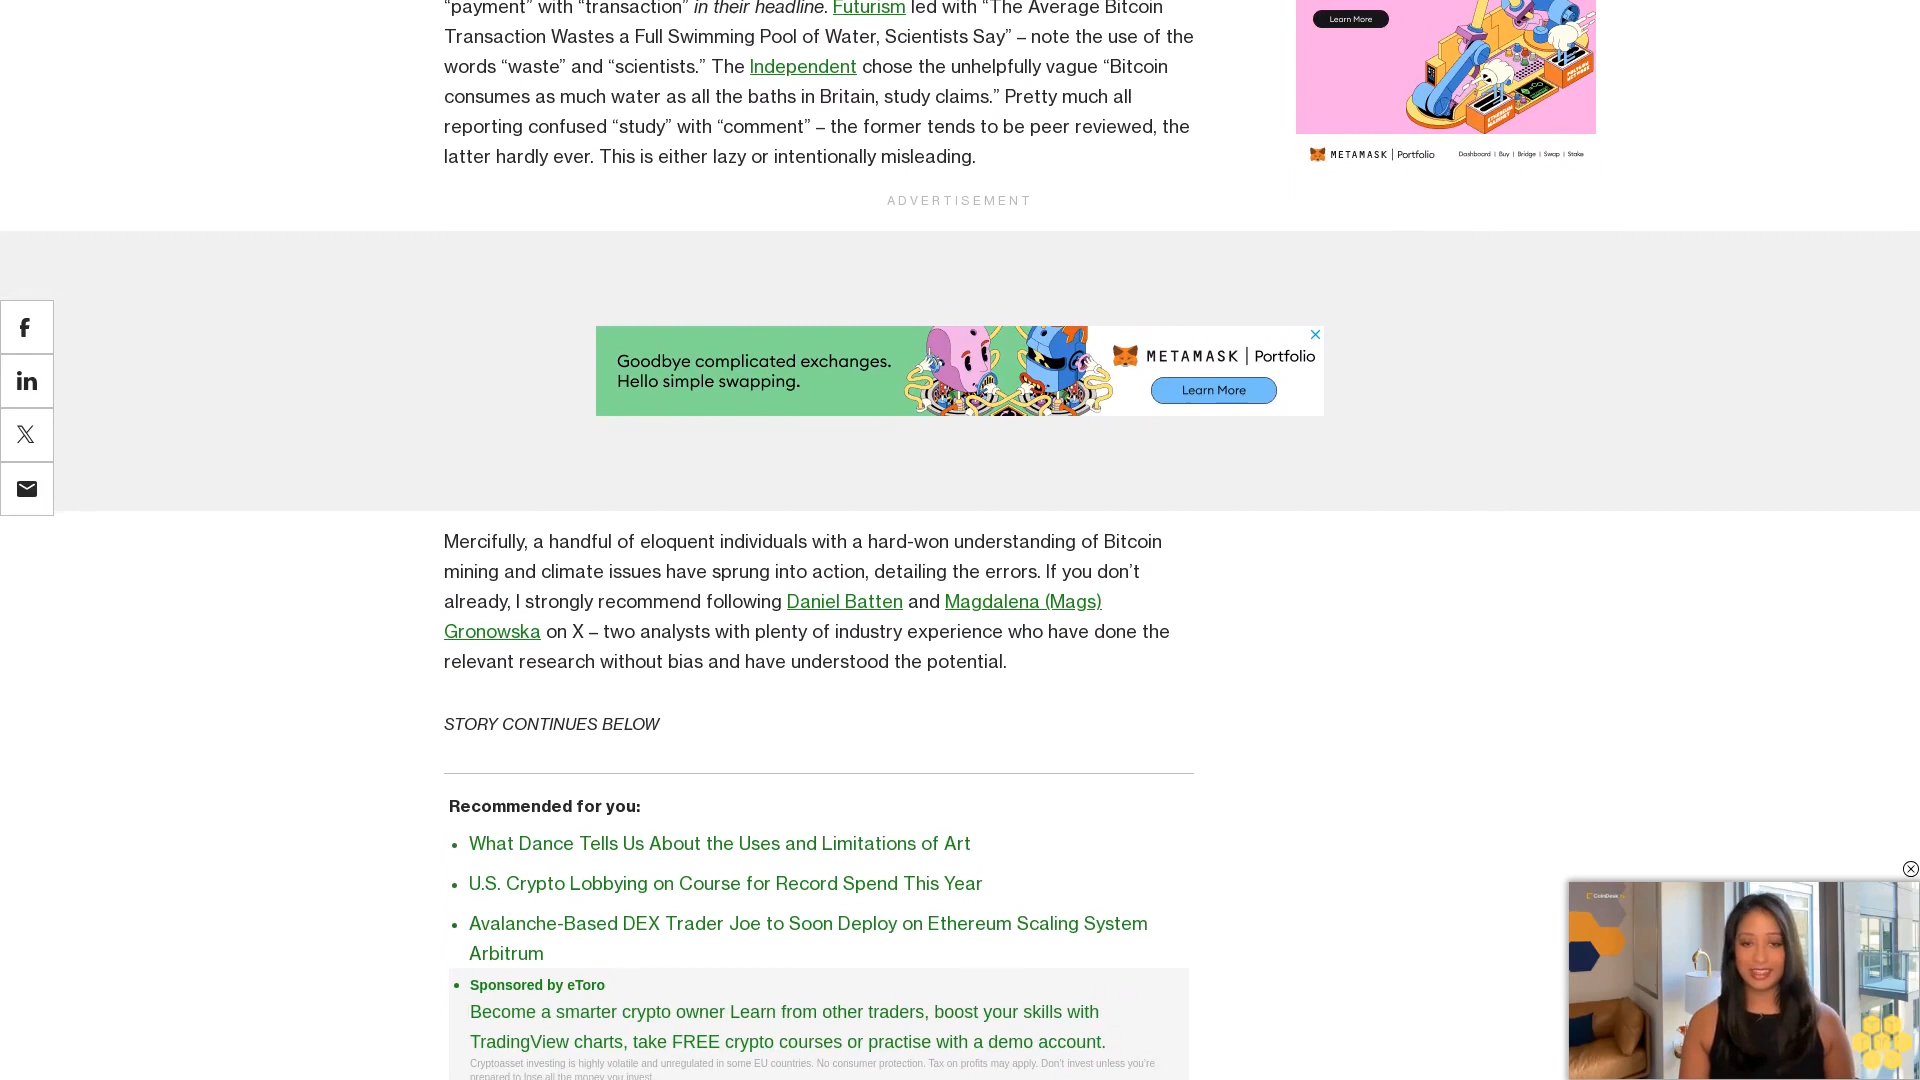 “payment” with “transaction” in their headline. Futurism led with “The Average Bitcoin
Transaction Wastes a Full Swimming Pool of Water, Scientists Say” – note the use of the
words “waste” and “scientists.” The Independent chose the unhelpfully vague “Bitcoin
consumes as much water as all the baths in Britain, study claims.” Pretty much all
reporting confused “study” with “comment” – the former tends to be peer reviewed, the
latter hardly ever. This is either lazy or intentionally misleading.
Learn More
METAMASK | Portfolio
Dashboard | Buy | Bridge | Swap | Stake
ADVERTISEMENT
Goodbye complicated exchanges.
Hello simple swapping.
METAMASK | Portfolio
Learn More
Mercifully, a handful of eloquent individuals with a hard-won understanding of Bitcoin
mining and climate issues have sprung into action, detailing the errors. If you don’t
already, I strongly recommend following Daniel Batten and Magdalena (Mags)
Gronowska on X – two analysts with plenty of industry experience who have done the
relevant research without bias and have understood the potential.
STORY CONTINUES BELOW
Recommended for you:
• What Dance Tells Us About the Uses and Limitations of Art
• U.S. Crypto Lobbying on Course for Record Spend This Year
• Avalanche-Based DEX Trader Joe to Soon Deploy on Ethereum Scaling System
Arbitrum
• Sponsored by eToro
Become a smarter crypto owner Learn from other traders, boost your skills with
TradingView charts, take FREE crypto courses or practise with a demo account.
Cryptoasset investing is highly volatile and unregulated in some EU countries. No consumer protection. Tax on profits may apply. Don’t invest unless you’re
prepared to lose all the money you invest.
CoinDesk